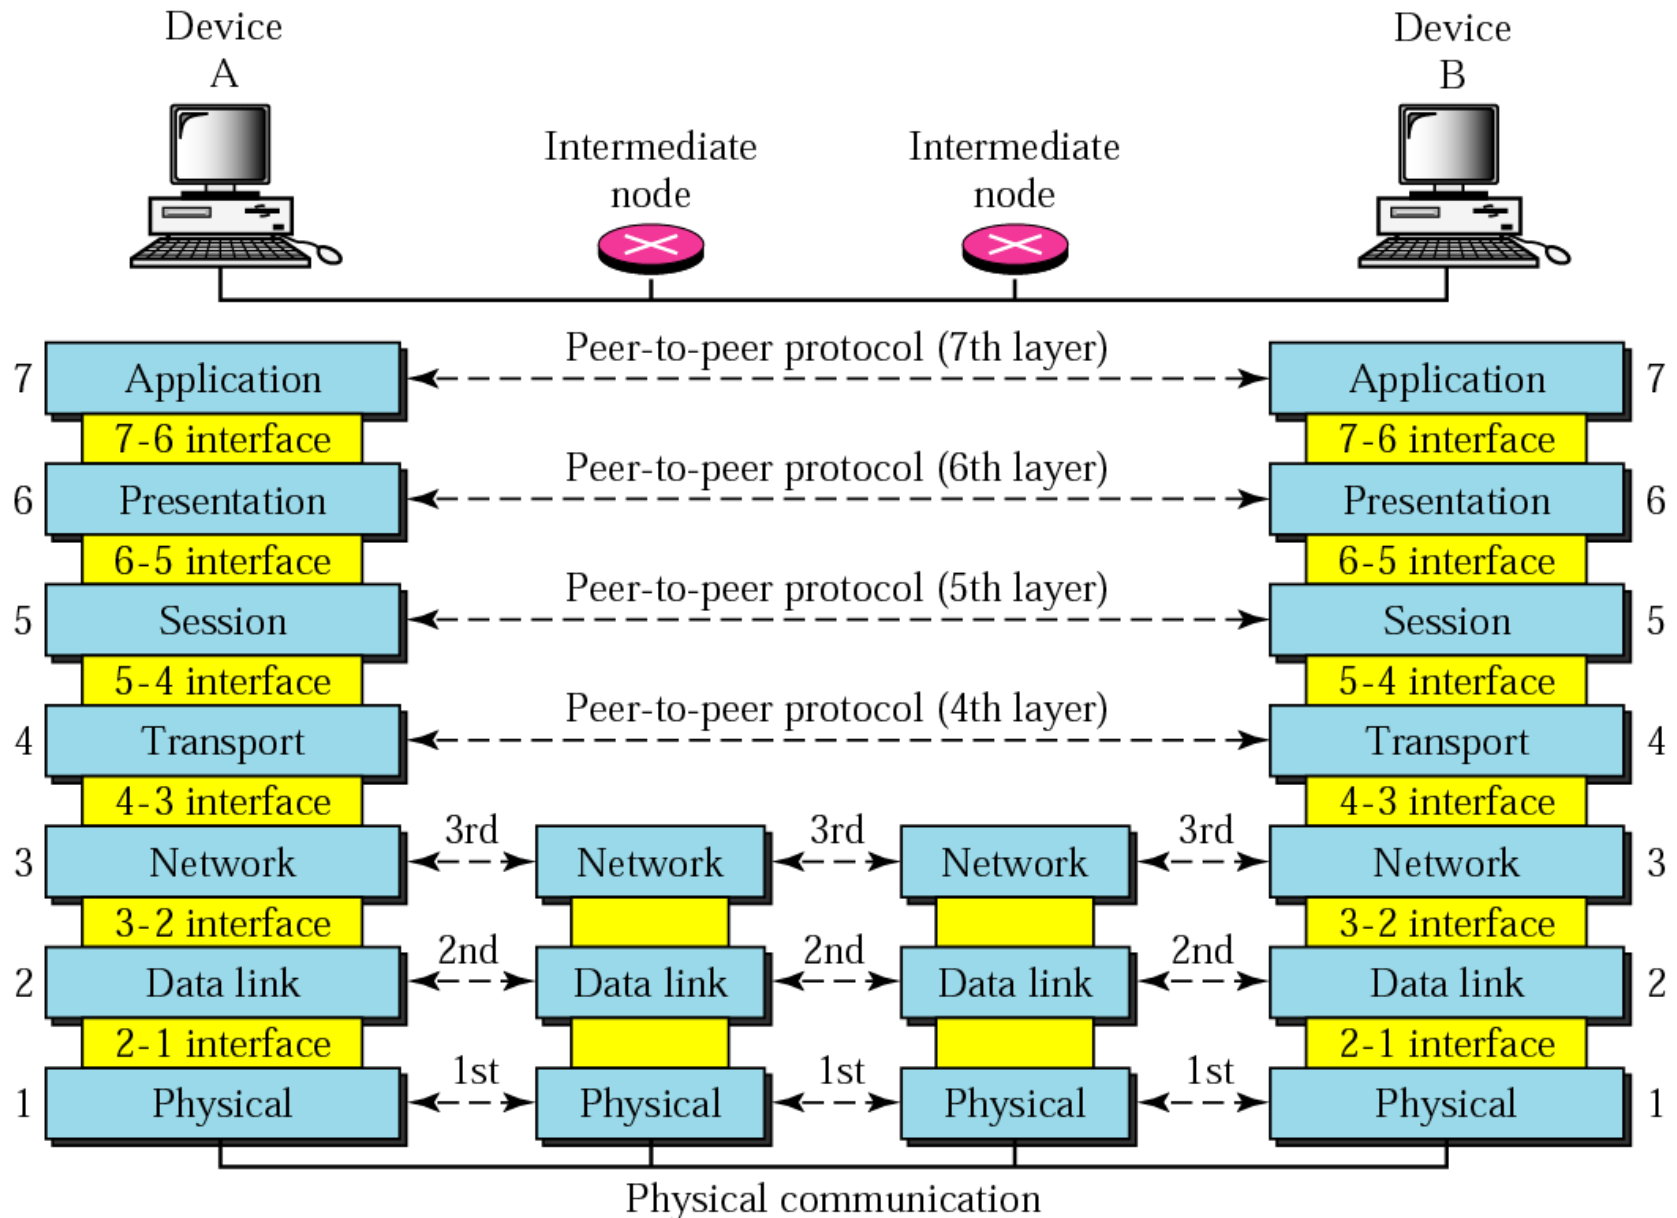 Device
A
Device
B
Intermediate
node
Intermediate
node
Peer-to-peer protocol (7th layer)
7 Application Application 7
7-6 interface 7-6 interface
Peer-to-peer protocol (6th layer)
6 Presentation Presentation 6
6-5 interface 6-5 interface
Peer-to-peer protocol (5th layer)
5 Session Session 5
5-4 interface 5-4 interface
Peer-to-peer protocol (4th layer)
4 Transport Transport 4
4-3 interface 4-3 interface
3rd 3rd 3rd
3 Network Network Network Network 3
3-2 interface 3-2 interface
2nd 2nd 2nd
2 Data link Data link Data link Data link 2
2-1 interface 2-1 interface
1st 1st 1st
1 Physical Physical Physical Physical 1
Physical communication